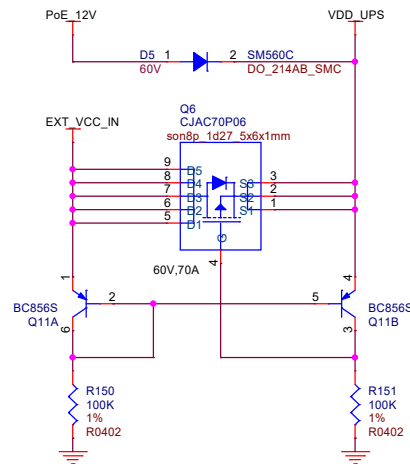 PoE_12V
VDD_UPS
D5 1 2 SM560C
60V DO_214AB_SMC
Q6
CJAC70P06
EXT_VCC_IN
son8p_1d27_5x6x1mm
9 D5
8 D4 S3 3
7 D3 S2 2
6 D2 S1 1
5 D1
G
4
60V,70A
1 4
BC856S 2 5 BC856S
Q11A Q11B
6 3
R150 R151
100K 100K
1% 1%
R0402 R0402